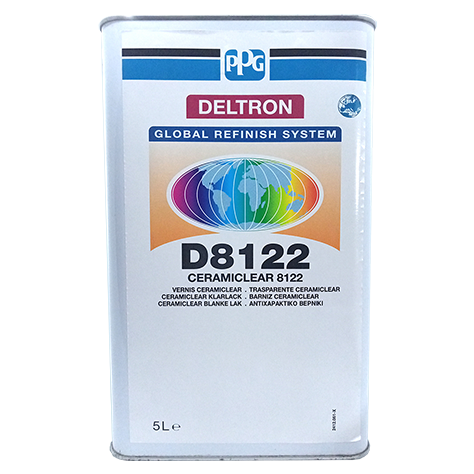 PPG
DELTRON
GLOBAL REFINISH SYSTEM
D8122
CERAMICLEAR 8122
VERNIS CERAMICLEAR . TRASPARENTE CERAMICLEAR
CERAMICLEAR KLARLACK . BARNIZ CERAMICLEAR
CERAMICLEAR BLANKE LAK . ΑΝΤΙΧΑΡΑΚΤΙΚΟ ΒΕΡΝΙΚΙ
5L℮